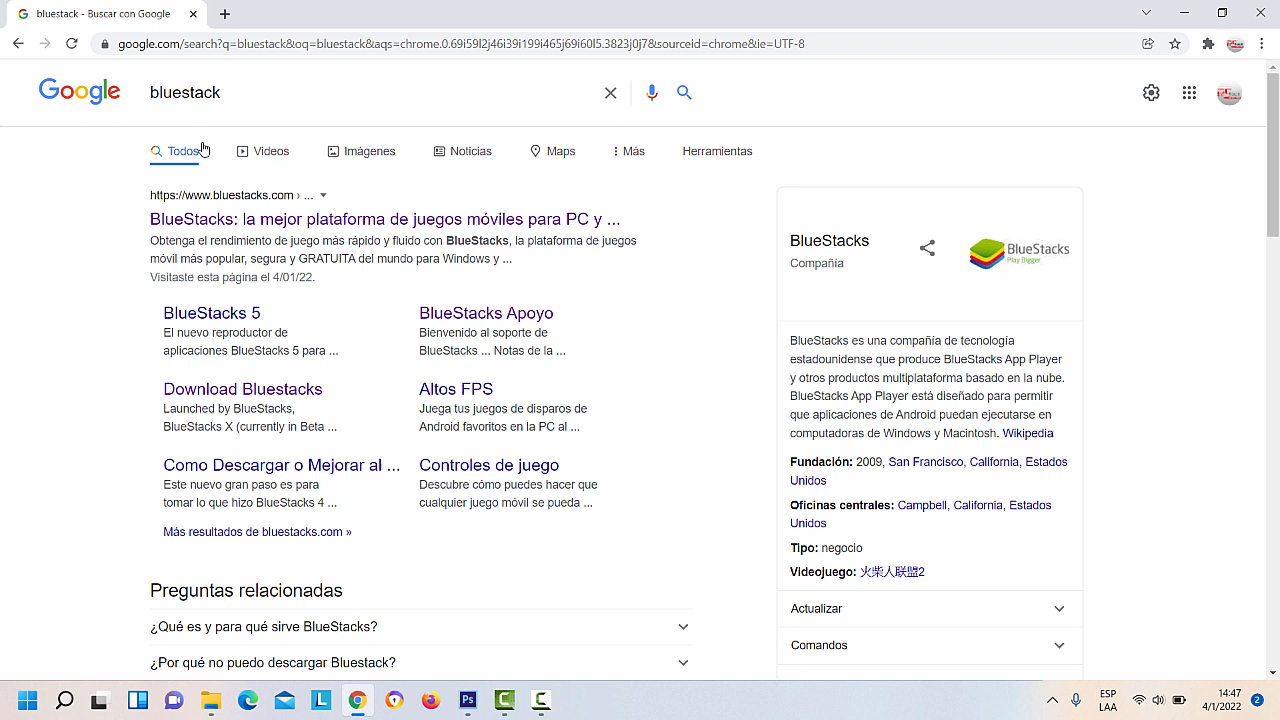 bluestack - Buscar con Google
google.com/search?q=bluestack&oq=bluestack&aqs=chrome.0.69i59l2j46i39i199i465j69i60l5.3823j0j7&sourceid=chrome&ie=UTF-8
Google
bluestack
Todos
Videos
Imágenes
Noticias
Maps
Más
Herramientas
https://www.bluestacks.com › ...
BlueStacks: la mejor plataforma de juegos móviles para PC y ...
Obtenga el rendimiento de juego más rápido y fluido con BlueStacks, la plataforma de juegos
móvil más popular, segura y GRATUITA del mundo para Windows y ...
Visitaste esta página el 4/01/22.
BlueStacks 5
El nuevo reproductor de
aplicaciones BlueStacks 5 para ...
BlueStacks Apoyo
Bienvenido al soporte de
BlueStacks ... Notas de la ...
Download Bluestacks
Launched by BlueStacks,
BlueStacks X (currently in Beta ...
Altos FPS
Juega tus juegos de disparos de
Android favoritos en la PC al ...
Como Descargar o Mejorar al ...
Este nuevo gran paso es para
tomar lo que hizo BlueStacks 4 ...
Controles de juego
Descubre cómo puedes hacer que
cualquier juego móvil se pueda ...
Más resultados de bluestacks.com »
Preguntas relacionadas
¿Qué es y para qué sirve BlueStacks?
¿Por qué no puedo descargar Bluestack?
BlueStacks
Compañía
BlueStacks
Play Bigger
BlueStacks es una compañía de tecnología
estadounidense que produce BlueStacks App Player
y otros productos multiplataforma basado en la nube.
BlueStacks App Player está diseñado para permitir
que aplicaciones de Android puedan ejecutarse en
computadoras de Windows y Macintosh. Wikipedia
Fundación: 2009, San Francisco, California, Estados
Unidos
Oficinas centrales: Campbell, California, Estados
Unidos
Tipo: negocio
Videojuego: 火柴人联盟2
Actualizar
Comandos
L
Ps
C
C
ESP
LAA
14:47
4/1/2022
2